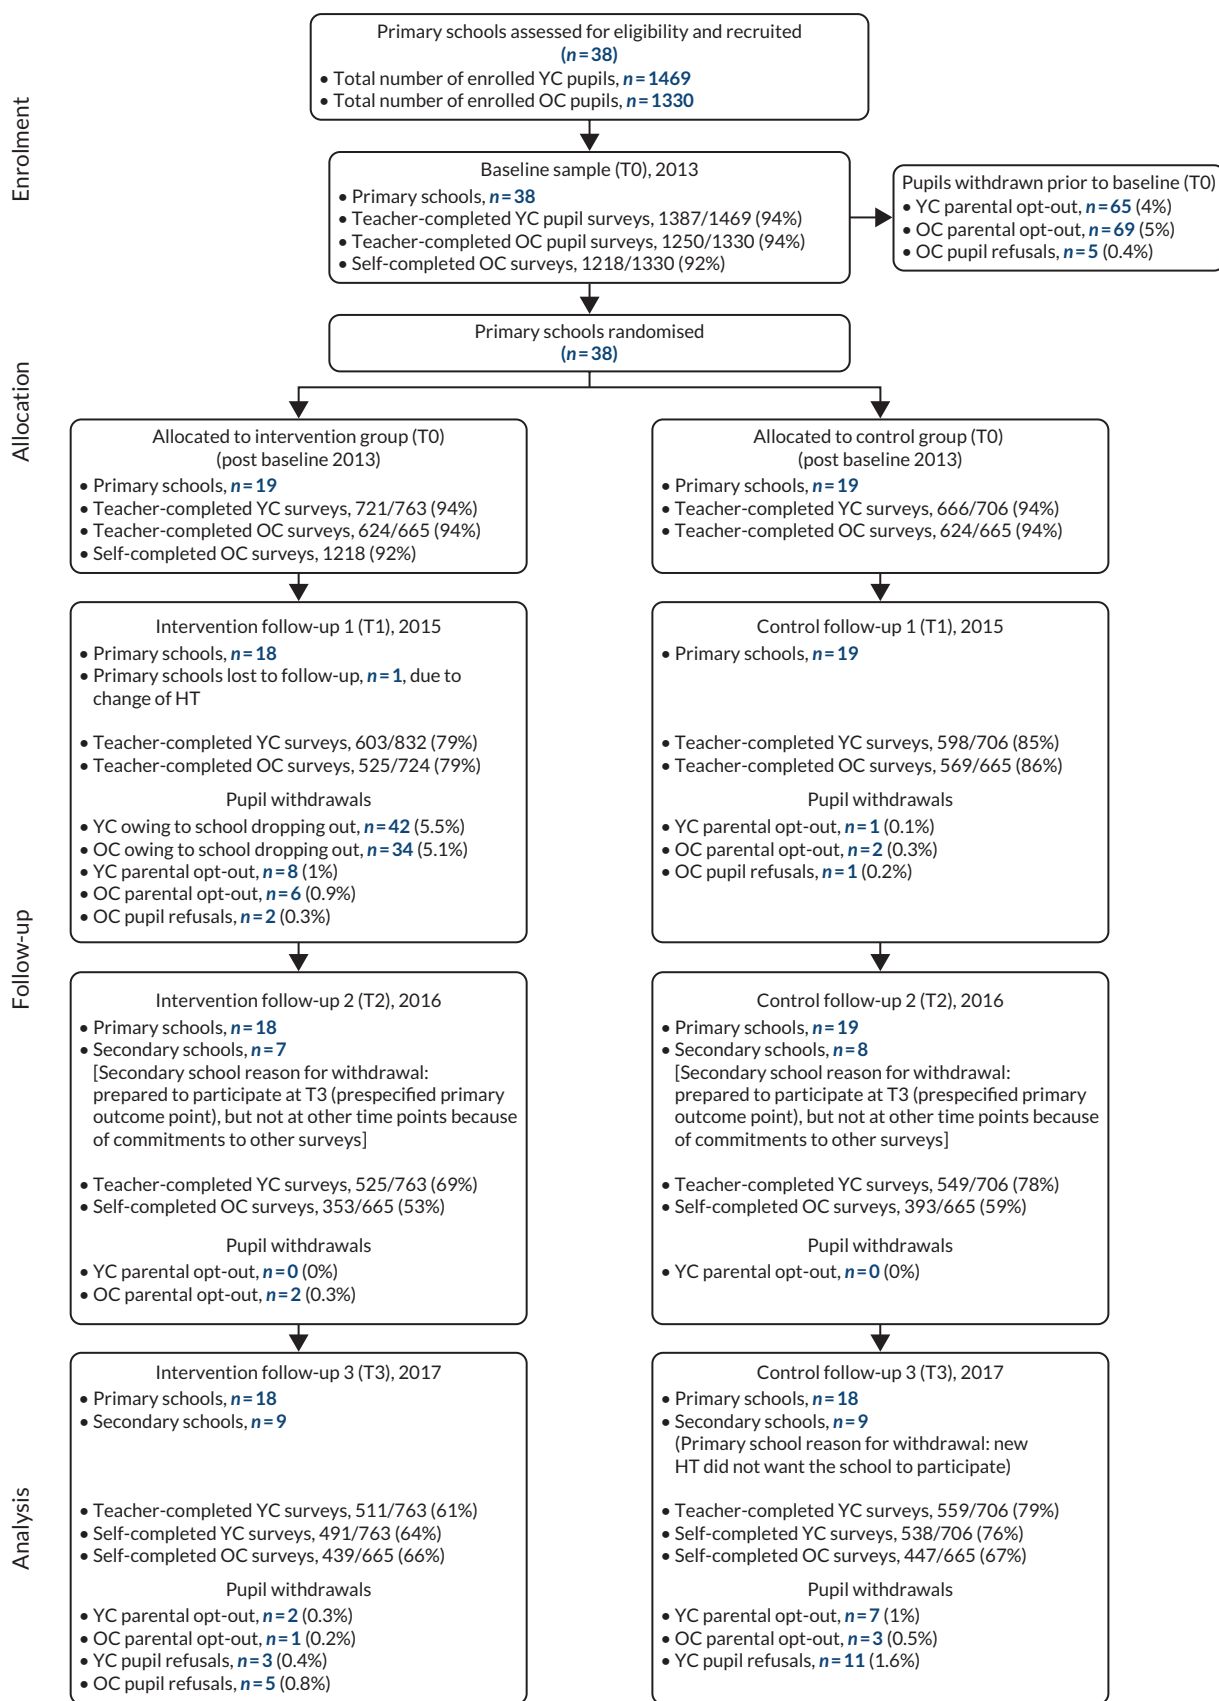 Enrolment
Primary schools assessed for eligibility and recruited
(n=38)
• Total number of enrolled YC pupils, n=1469
• Total number of enrolled OC pupils, n=1330
Baseline sample (T0), 2013
• Primary schools, n=38
• Teacher-completed YC pupil surveys, 1387/1469 (94%)
• Teacher-completed OC pupil surveys, 1250/1330 (94%)
• Self-completed OC surveys, 1218/1330 (92%)
Pupils withdrawn prior to baseline (T0)
• YC parental opt-out, n=65 (4%)
• OC parental opt-out, n=69 (5%)
• OC pupil refusals, n=5 (0.4%)
Allocation
Primary schools randomised
(n=38)
Allocated to intervention group (T0)
(post baseline 2013)
• Primary schools, n=19
• Teacher-completed YC surveys, 721/763 (94%)
• Teacher-completed OC surveys, 624/665 (94%)
• Self-completed OC surveys, 1218 (92%)
Allocated to control group (T0)
(post baseline 2013)
• Primary schools, n=19
• Teacher-completed YC surveys, 666/706 (94%)
• Teacher-completed OC surveys, 624/665 (94%)
Follow-up
Intervention follow-up 1 (T1), 2015
• Primary schools, n=18
• Primary schools lost to follow-up, n=1, due to
change of HT
• Teacher-completed YC surveys, 603/832 (79%)
• Teacher-completed OC surveys, 525/724 (79%)
Pupil withdrawals
• YC owing to school dropping out, n=42 (5.5%)
• OC owing to school dropping out, n=34 (5.1%)
• YC parental opt-out, n=8 (1%)
• OC parental opt-out, n=6 (0.9%)
• OC pupil refusals, n=2 (0.3%)
Control follow-up 1 (T1), 2015
• Primary schools, n=19
• Teacher-completed YC surveys, 598/706 (85%)
• Teacher-completed OC surveys, 569/665 (86%)
Pupil withdrawals
• YC parental opt-out, n=1 (0.1%)
• OC parental opt-out, n=2 (0.3%)
• OC pupil refusals, n=1 (0.2%)
Intervention follow-up 2 (T2), 2016
• Primary schools, n=18
• Secondary schools, n=7
[Secondary school reason for withdrawal:
prepared to participate at T3 (prespecified primary
outcome point), but not at other time points because
of commitments to other surveys]
• Teacher-completed YC surveys, 525/763 (69%)
• Self-completed OC surveys, 353/665 (53%)
Pupil withdrawals
• YC parental opt-out, n=0 (0%)
• OC parental opt-out, n=2 (0.3%)
Control follow-up 2 (T2), 2016
• Primary schools, n=19
• Secondary schools, n=8
[Secondary school reason for withdrawal:
prepared to participate at T3 (prespecified primary
outcome point), but not at other time points because
of commitments to other surveys]
• Teacher-completed YC surveys, 549/706 (78%)
• Self-completed OC surveys, 393/665 (59%)
Pupil withdrawals
• YC parental opt-out, n=0 (0%)
Analysis
Intervention follow-up 3 (T3), 2017
• Primary schools, n=18
• Secondary schools, n=9
• Teacher-completed YC surveys, 511/763 (61%)
• Self-completed YC surveys, 491/763 (64%)
• Self-completed OC surveys, 439/665 (66%)
Pupil withdrawals
• YC parental opt-out, n=2 (0.3%)
• OC parental opt-out, n=1 (0.2%)
• YC pupil refusals, n=3 (0.4%)
• OC pupil refusals, n=5 (0.8%)
Control follow-up 3 (T3), 2017
• Primary schools, n=18
• Secondary schools, n=9
(Primary school reason for withdrawal: new
HT did not want the school to participate)
• Teacher-completed YC surveys, 559/706 (79%)
• Self-completed YC surveys, 538/706 (76%)
• Self-completed OC surveys, 447/665 (67%)
Pupil withdrawals
• YC parental opt-out, n=7 (1%)
• OC parental opt-out, n=3 (0.5%)
• YC pupil refusals, n=11 (1.6%)